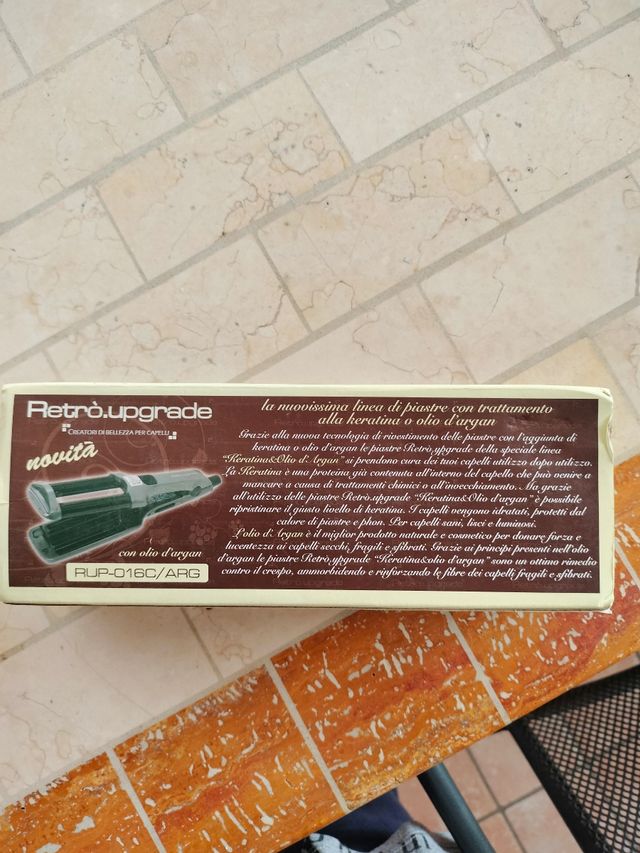 Retrò.upgrade
CREATORI DI BELLEZZA PER CAPELLI
novità
con olio d'argan
RUP-016C/ARG
la nuovissima linea di piastre con trattamento
alla keratina o olio d'argan
Grazie alla nuova tecnologia di rivestimento delle piastre con l'aggiunta di
keratina o olio d'argan le piastre Retrò.upgrade della speciale linea
"Keratina&Olio d' Argan" si prendono cura dei tuoi capelli utilizzo dopo utilizzo.
La Keratina è una proteina già contenuta all'interno del capello che può venire a
mancare a causa di trattamenti chimici o all'invecchiamento. Ma grazie
all'utilizzo delle piastre Retrò.upgrade "Keratina&Olio d'argan" è possibile
ripristinare il giusto livello di keratina. I capelli vengono idratati, protetti dal
calore di piastre e phon. Per capelli sani, lisci e luminosi.
L'olio d'Argan è il miglior prodotto naturale e cosmetico per donare forza e
lucentezza ai capelli secchi, fragili e sfibrati. Grazie ai principi presenti nell'olio
d'argan le piastre Retrò.upgrade "Keratina&olio d'argan" sono un ottimo rimedio
contro il crespo, ammorbidendo e rinforzando le fibre dei capelli fragili e sfibrati.